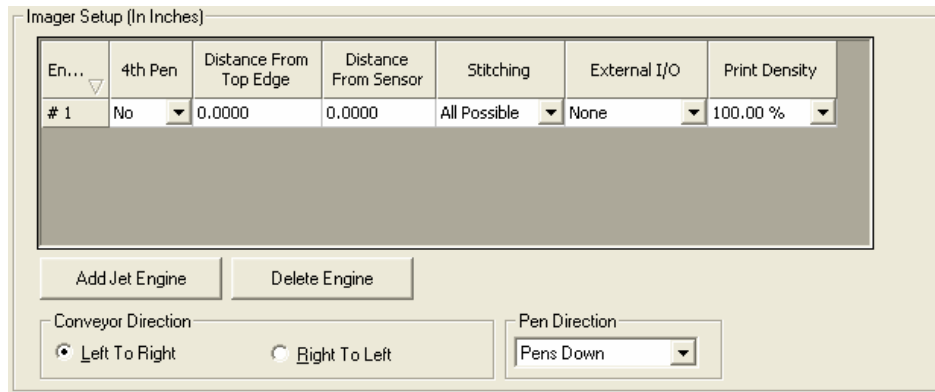 Imager Setup (In Inches)
En... 4th Pen Distance From Top Edge Distance From Sensor Stitching External I/O Print Density
# 1 No 0.0000 0.0000 All Possible None 100.00 %
Add Jet Engine Delete Engine
Conveyor Direction Pen Direction
Left To Right Right To Left Pens Down